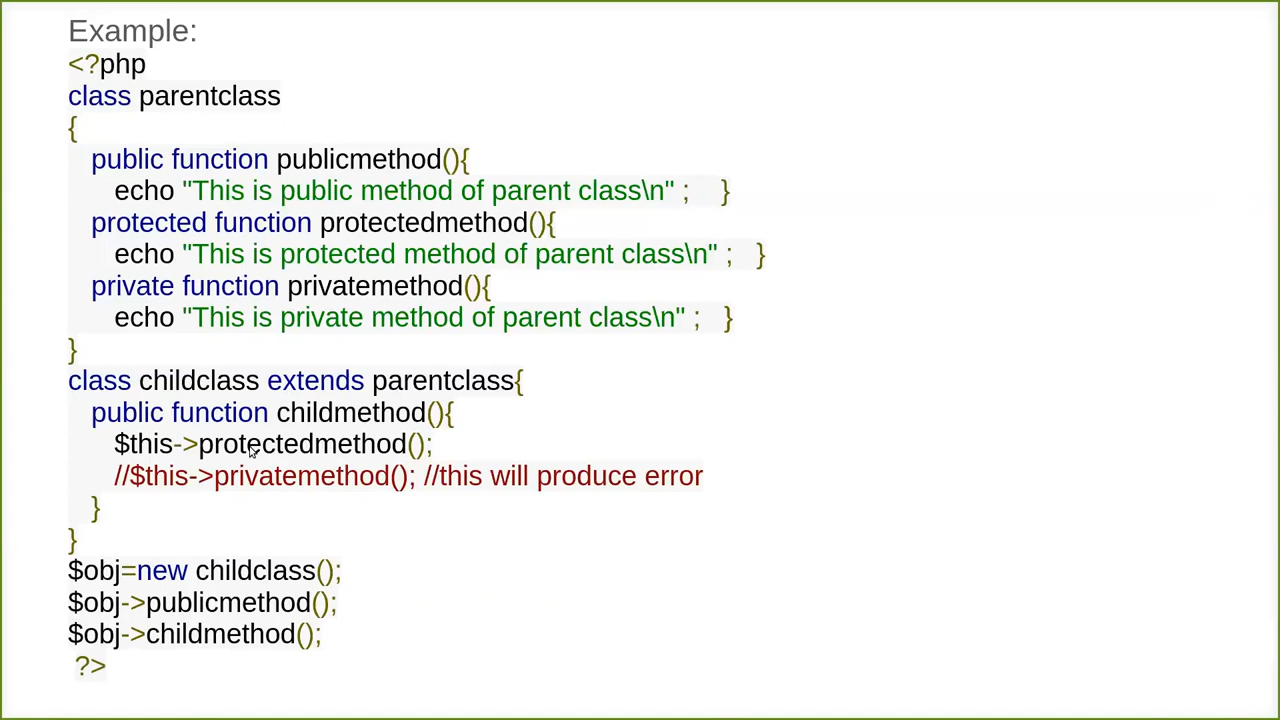 Example:
<?php
class parentclass
{
public function publicmethod(){
echo "This is public method of parent class\n" ; }
protected function protectedmethod(){
echo "This is protected method of parent class\n" ; }
private function privatemethod(){
echo "This is private method of parent class\n" ; }
}
class childclass extends parentclass{
public function childmethod(){
$this->protectedmethod();
//$this->privatemethod(); //this will produce error
}
}
$obj=new childclass();
$obj->publicmethod();
$obj->childmethod();
?>